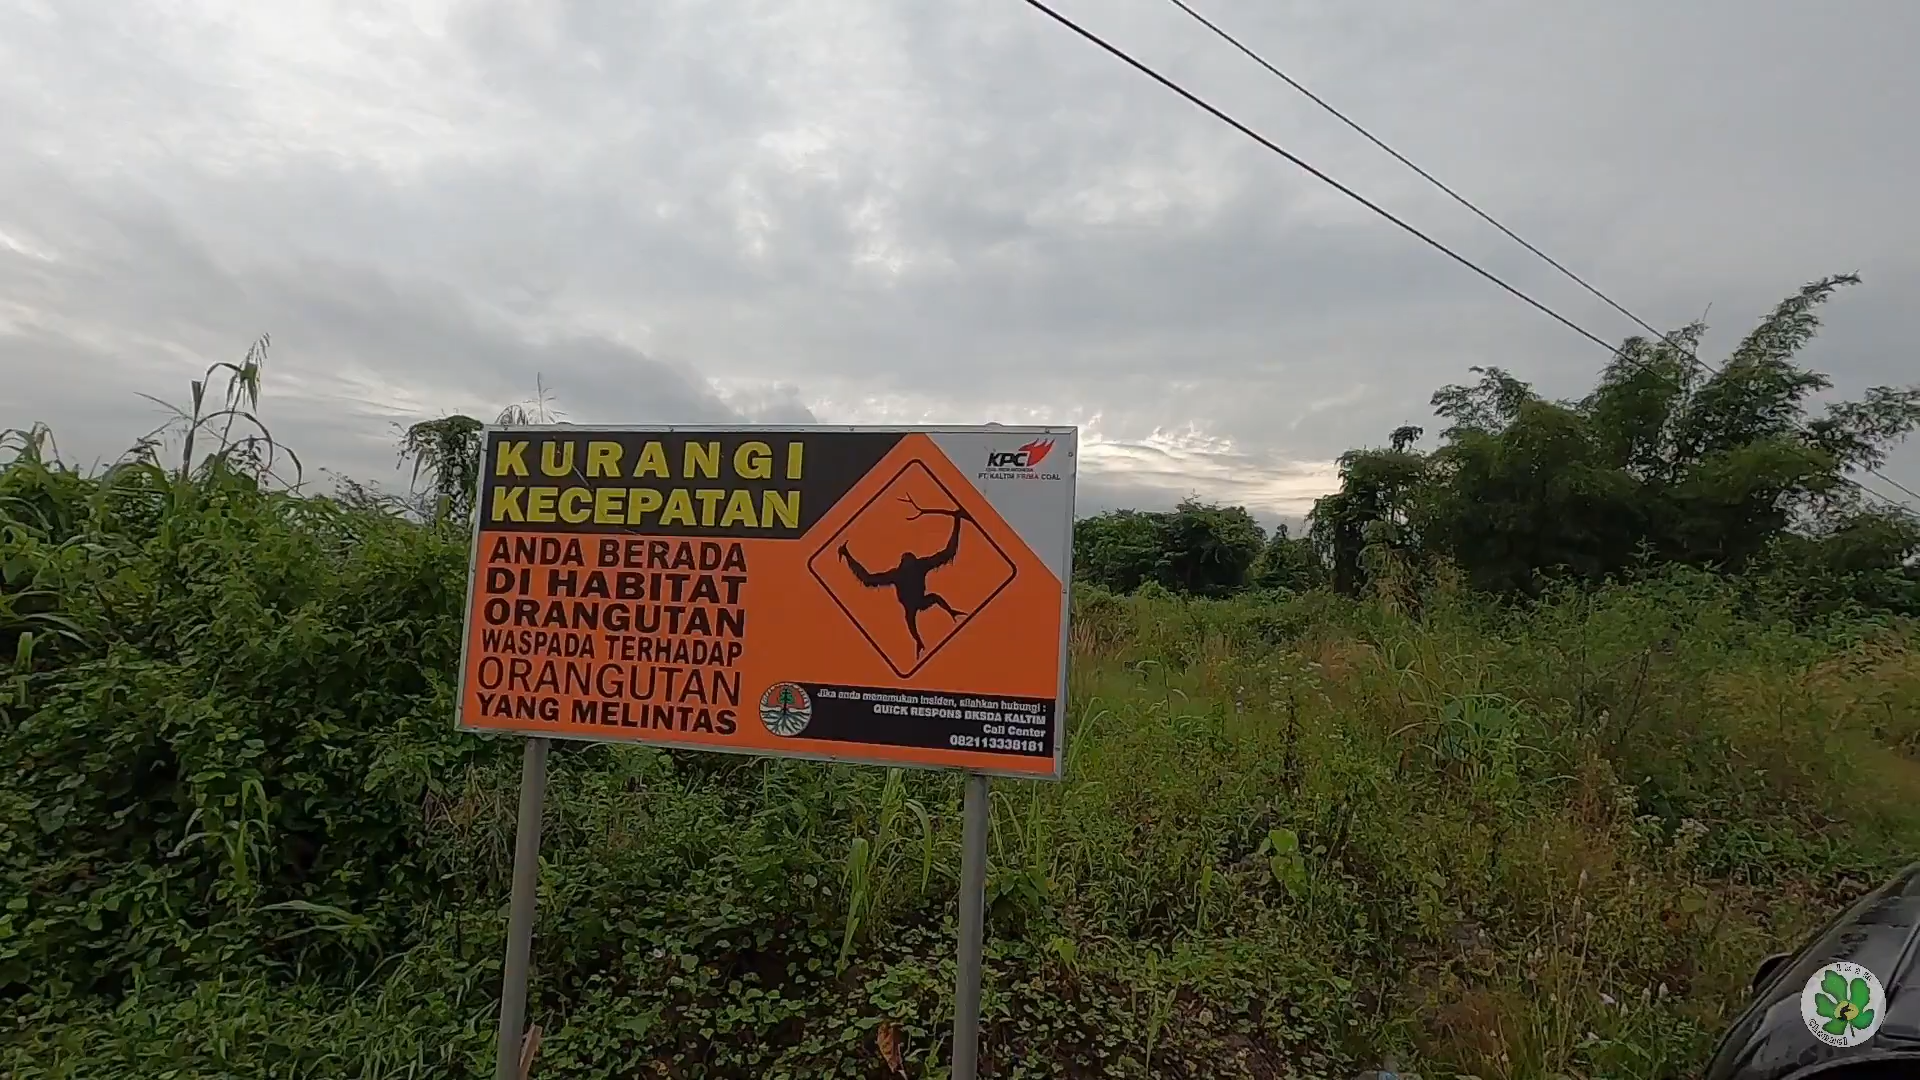 KURANGI
KECEPATAN
ANDA BERADA
DI HABITAT
ORANGUTAN
WASPADA TERHADAP
ORANGUTAN
YANG MELINTAS
KPC
PT. KALTIM PRIMA COAL
Jika anda menemukan insiden, silahkan hubungi :
QUICK RESPONS BKSDA KALTIM
Call Center
082113338181